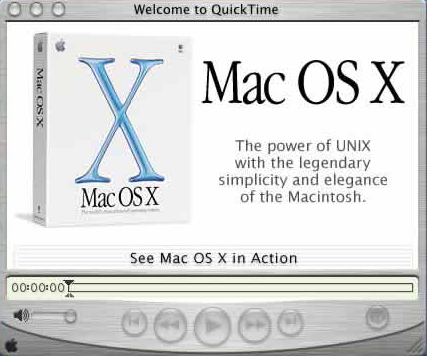 Welcome to QuickTime
Mac OS X
X
Mac OS X
Mac OS X
The power of UNIX
with the legendary
simplicity and elegance
of the Macintosh.
See Mac OS X in Action
00:00:00